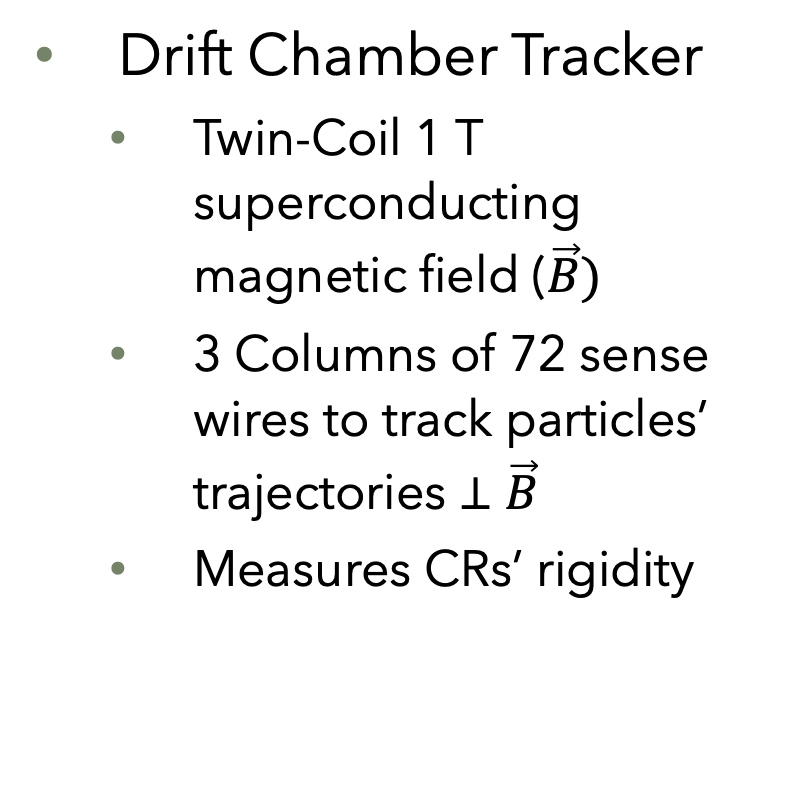 • Drift Chamber Tracker
• Twin-Coil 1 T
superconducting
magnetic field (B⃗)
• 3 Columns of 72 sense
wires to track particles’
trajectories ⊥ B⃗
• Measures CRs’ rigidity